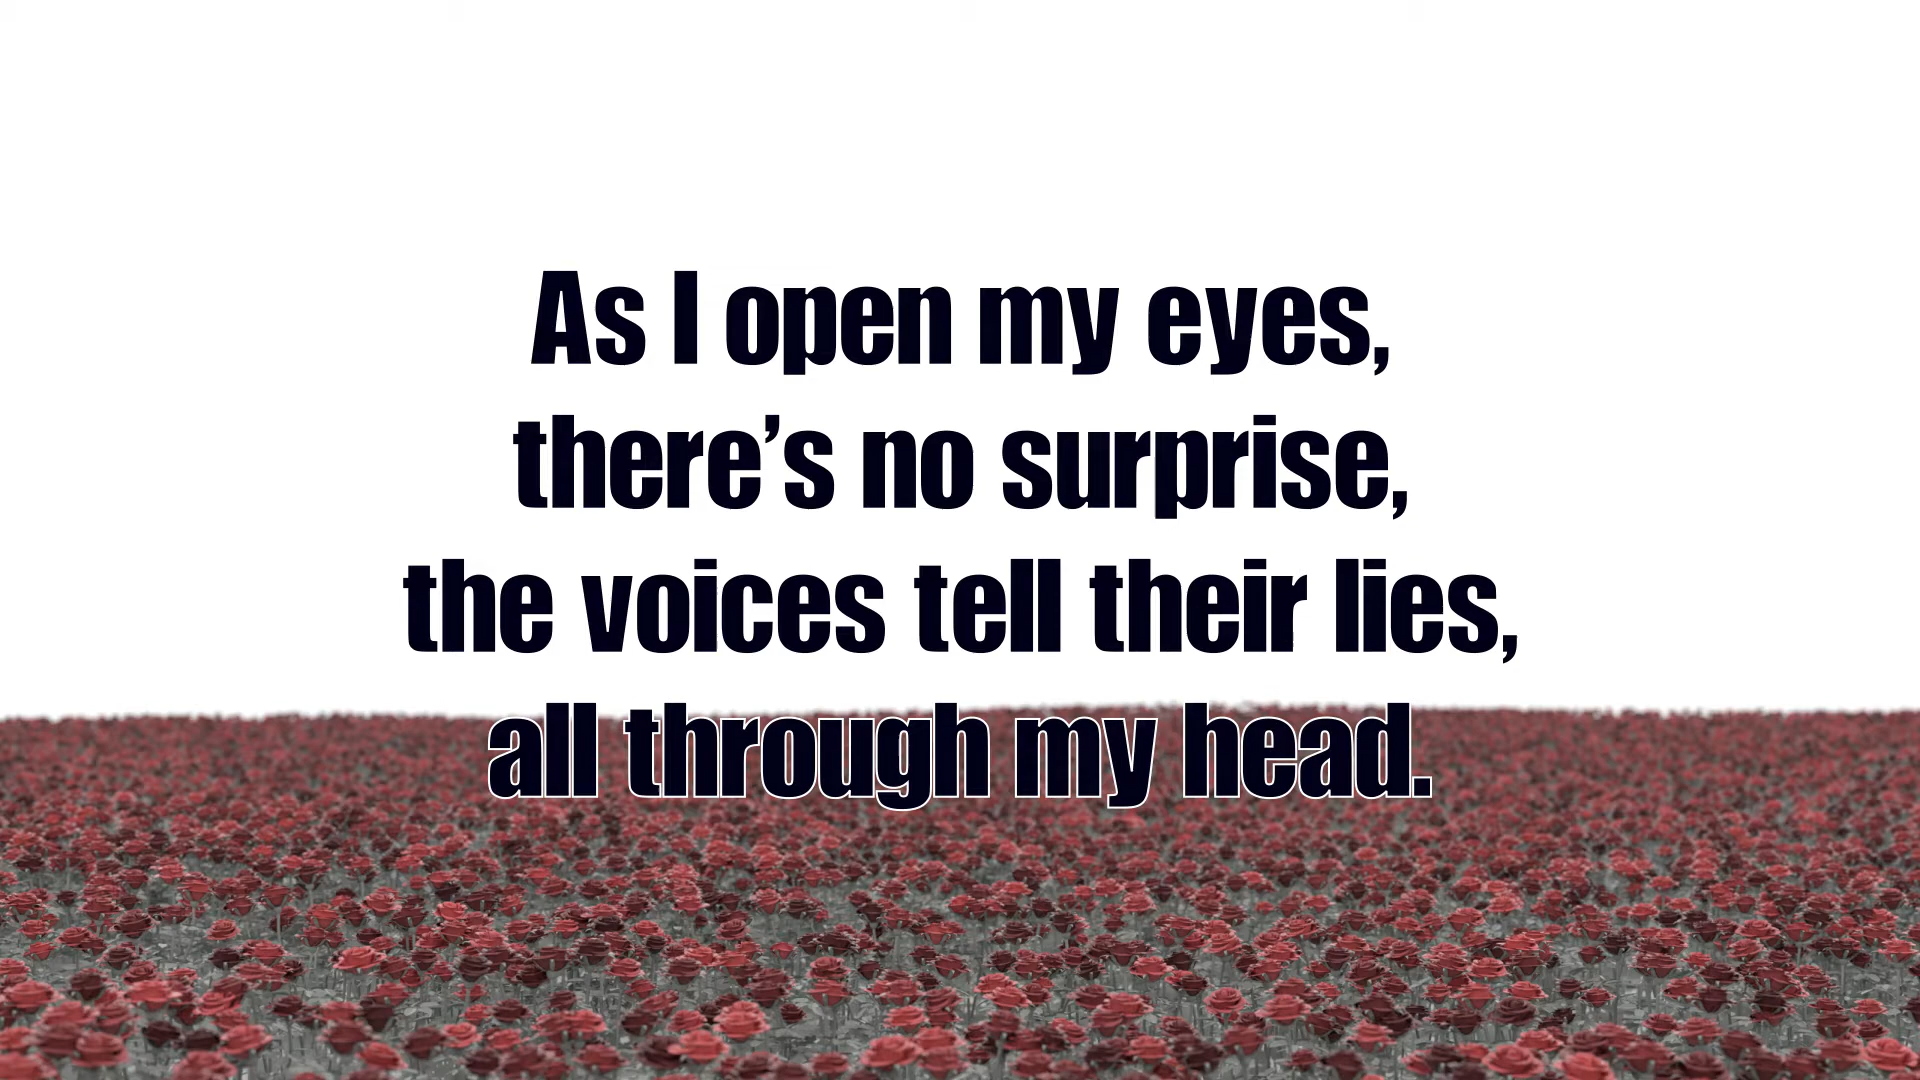 As I open my eyes,
there’s no surprise,
the voices tell their lies,
all through my head.